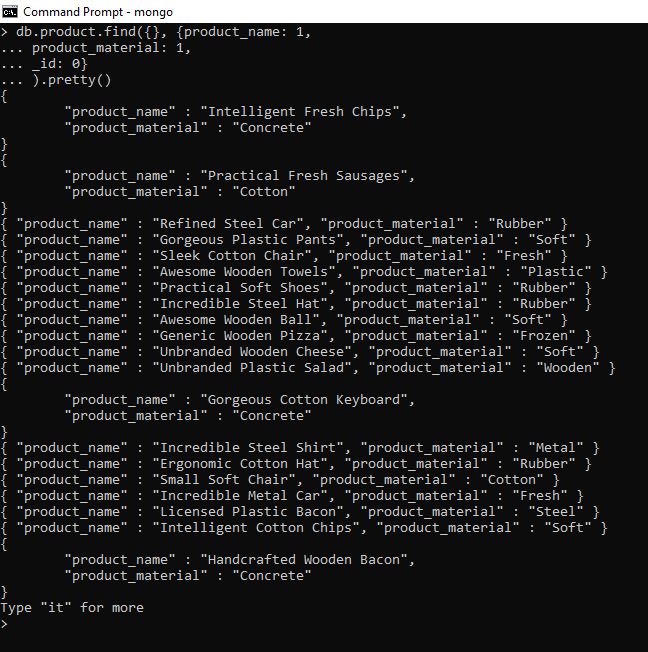 Command Prompt - mongo
> db.product.find({}, {product_name: 1,
... product_material: 1,
... _id: 0}
... ).pretty()
{
        "product_name" : "Intelligent Fresh Chips",
        "product_material" : "Concrete"
}
{
        "product_name" : "Practical Fresh Sausages",
        "product_material" : "Cotton"
}
{ "product_name" : "Refined Steel Car", "product_material" : "Rubber" }
{ "product_name" : "Gorgeous Plastic Pants", "product_material" : "Soft" }
{ "product_name" : "Sleek Cotton Chair", "product_material" : "Fresh" }
{ "product_name" : "Awesome Wooden Towels", "product_material" : "Plastic" }
{ "product_name" : "Practical Soft Shoes", "product_material" : "Rubber" }
{ "product_name" : "Incredible Steel Hat", "product_material" : "Rubber" }
{ "product_name" : "Awesome Wooden Ball", "product_material" : "Soft" }
{ "product_name" : "Generic Wooden Pizza", "product_material" : "Frozen" }
{ "product_name" : "Unbranded Wooden Cheese", "product_material" : "Soft" }
{ "product_name" : "Unbranded Plastic Salad", "product_material" : "Wooden" }
{
        "product_name" : "Gorgeous Cotton Keyboard",
        "product_material" : "Concrete"
}
{ "product_name" : "Incredible Steel Shirt", "product_material" : "Metal" }
{ "product_name" : "Ergonomic Cotton Hat", "product_material" : "Rubber" }
{ "product_name" : "Small Soft Chair", "product_material" : "Cotton" }
{ "product_name" : "Incredible Metal Car", "product_material" : "Fresh" }
{ "product_name" : "Licensed Plastic Bacon", "product_material" : "Steel" }
{ "product_name" : "Intelligent Cotton Chips", "product_material" : "Soft" }
{
        "product_name" : "Handcrafted Wooden Bacon",
        "product_material" : "Concrete"
}
Type "it" for more
>